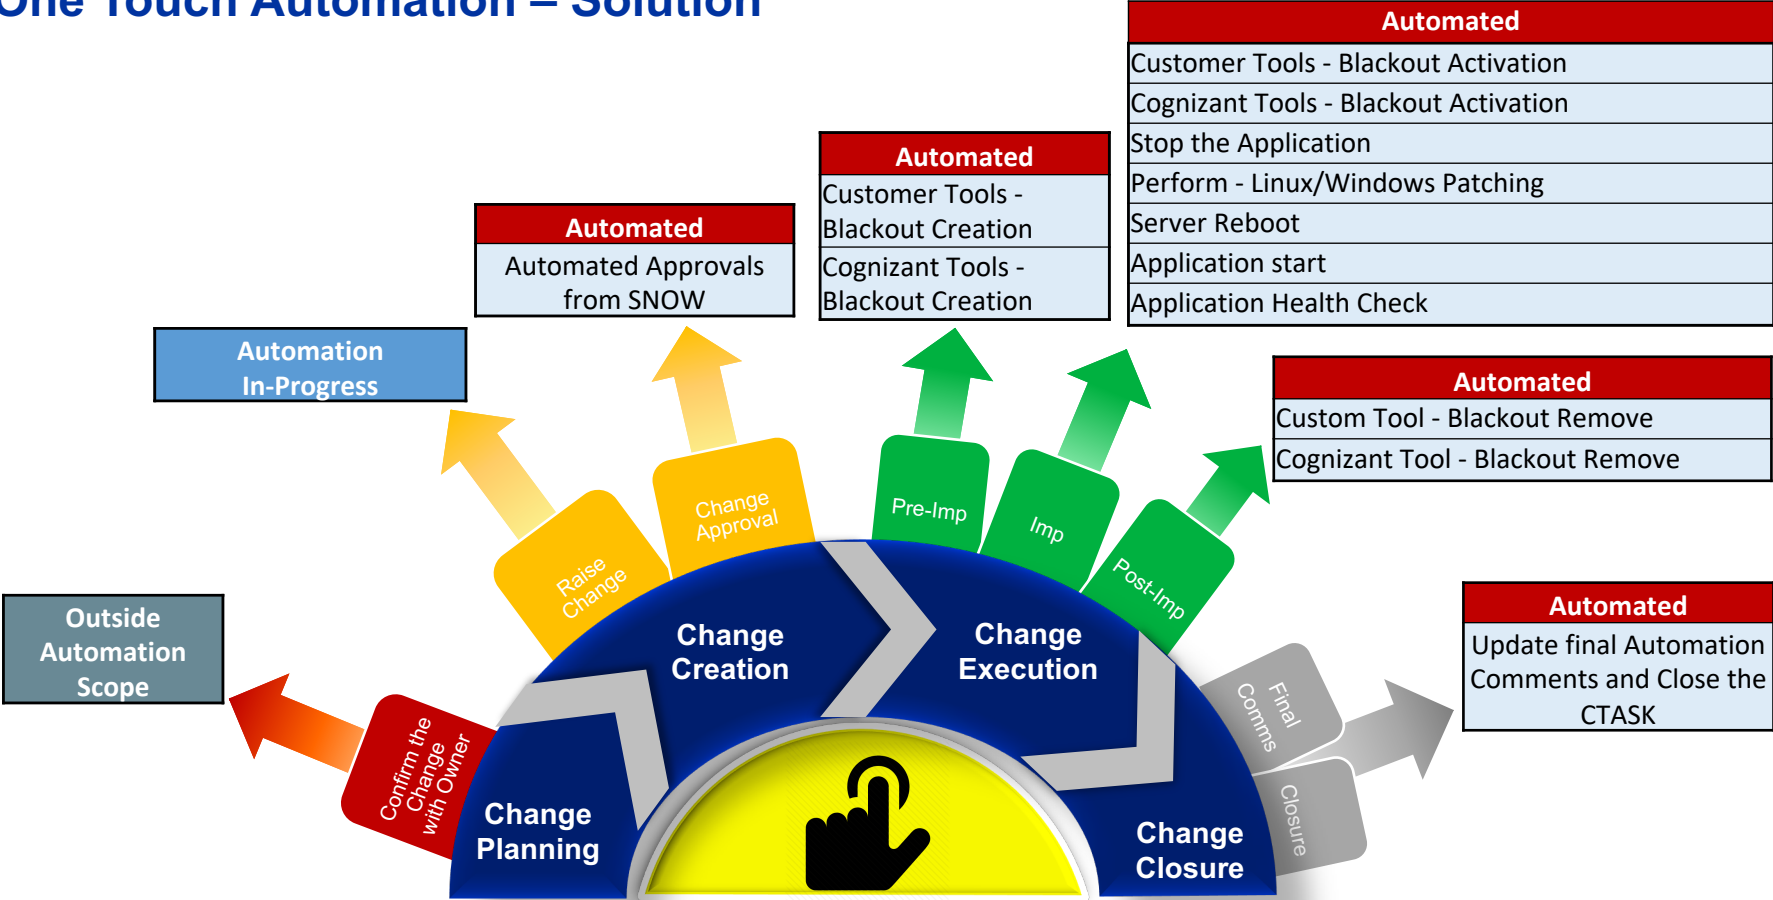 One Touch Automation – Solution
Automated
Customer Tools - Blackout Activation
Cognizant Tools - Blackout Activation
Stop the Application
Perform - Linux/Windows Patching
Server Reboot
Application start
Application Health Check
Automated
Customer Tools -
Blackout Creation
Cognizant Tools -
Blackout Creation
Automated
Automated Approvals
from SNOW
Automation
In-Progress
Automated
Custom Tool - Blackout Remove
Cognizant Tool - Blackout Remove
Outside
Automation
Scope
Automated
Update final Automation
Comments and Close the
CTASK
Confirm the
Change
with Owner
Raise
Change
Change
Approval
Pre-Imp
Imp
Post-Imp
Final
Comms
Closure
Change
Planning
Change
Creation
Change
Execution
Change
Closure